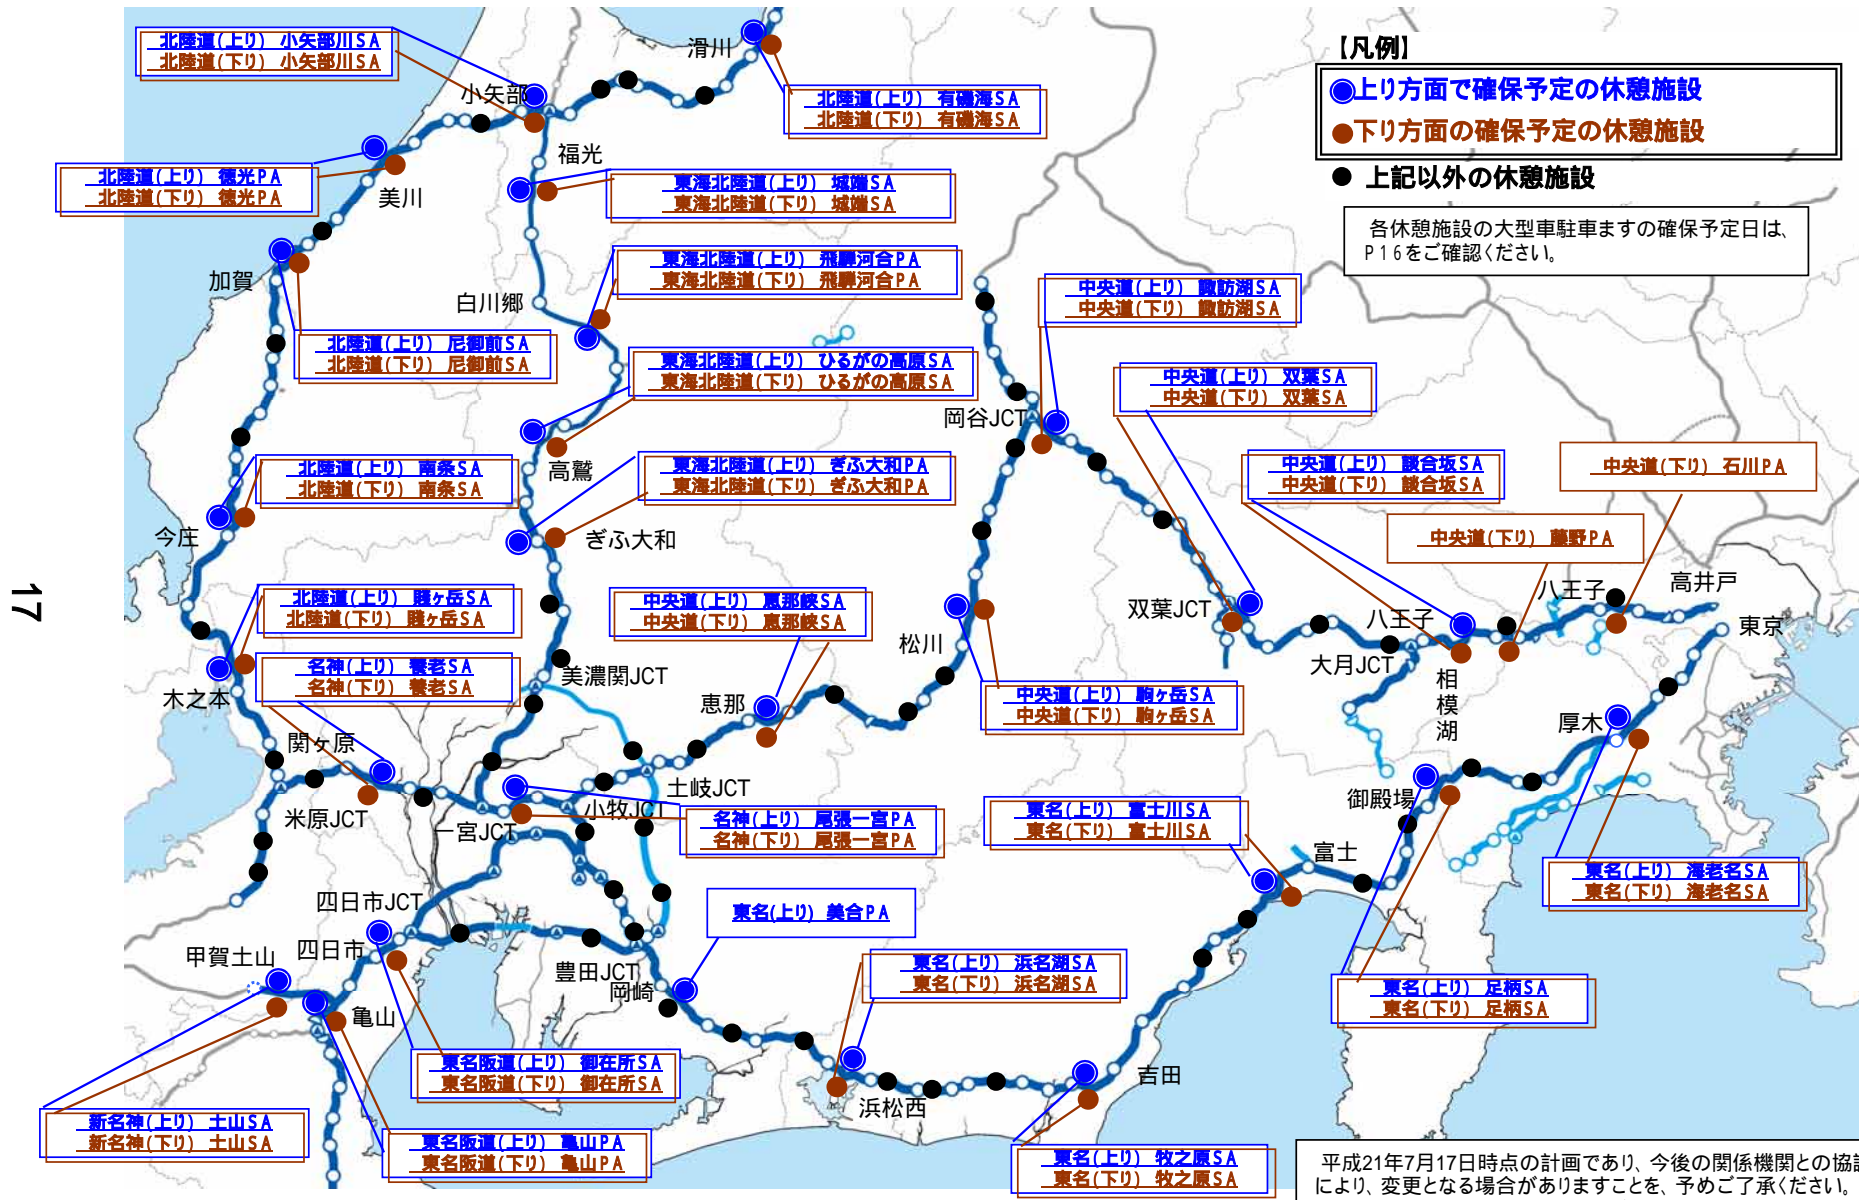 【凡例】
上り方面で確保予定の休憩施設
下り方面の確保予定の休憩施設
上記以外の休憩施設
各休憩施設の大型車駐車ますの確保予定日は、
P16をご確認ください。
北陸道(上り) 小矢部川SA
北陸道(下り) 小矢部川SA
滑川
小矢部
北陸道(上り) 有磯海SA
北陸道(下り) 有磯海SA
福光
北陸道(上り) 徳光PA
北陸道(下り) 徳光PA
美川
東海北陸道(上り) 城端SA
東海北陸道(下り) 城端SA
加賀
東海北陸道(上り) 飛騨河合PA
東海北陸道(下り) 飛騨河合PA
白川郷
中央道(上り) 諏訪湖SA
中央道(下り) 諏訪湖SA
北陸道(上り) 尼御前SA
北陸道(下り) 尼御前SA
東海北陸道(上り) ひるがの高原SA
東海北陸道(下り) ひるがの高原SA
中央道(上り) 双葉SA
中央道(下り) 双葉SA
岡谷JCT
高鷲
北陸道(上り) 南条SA
北陸道(下り) 南条SA
東海北陸道(上り) ぎふ大和PA
東海北陸道(下り) ぎふ大和PA
中央道(上り) 談合坂SA
中央道(下り) 談合坂SA
中央道(下り) 石川PA
今庄
ぎふ大和
中央道(下り) 藤野PA
17
北陸道(上り) 賤ヶ岳SA
北陸道(下り) 賤ヶ岳SA
中央道(上り) 恵那峡SA
中央道(下り) 恵那峡SA
双葉JCT
八王子
八王子
高井戸
東京
松川
大月JCT
相模湖
名神(上り) 養老SA
名神(下り) 養老SA
美濃関JCT
木之本
恵那
中央道(上り) 駒ヶ岳SA
中央道(下り) 駒ヶ岳SA
厚木
関ヶ原
土岐JCT
御殿場
米原JCT
一宮JCT
小牧JCT
名神(上り) 尾張一宮PA
名神(下り) 尾張一宮PA
東名(上り) 富士川SA
東名(下り) 富士川SA
富士
東名(上り) 海老名SA
東名(下り) 海老名SA
四日市JCT
東名(上り) 美合PA
四日市
甲賀土山
豊田JCT
岡崎
東名(上り) 浜名湖SA
東名(下り) 浜名湖SA
東名(上り) 足柄SA
東名(下り) 足柄SA
亀山
東名阪道(上り) 御在所SA
東名阪道(下り) 御在所SA
吉田
浜松西
新名神(上り) 土山SA
新名神(下り) 土山SA
東名阪道(上り) 亀山PA
東名阪道(下り) 亀山PA
東名(上り) 牧之原SA
東名(下り) 牧之原SA
平成21年7月17日時点の計画であり、今後の関係機関との協議
により、変更となる場合がありますことを、予めご了承ください。